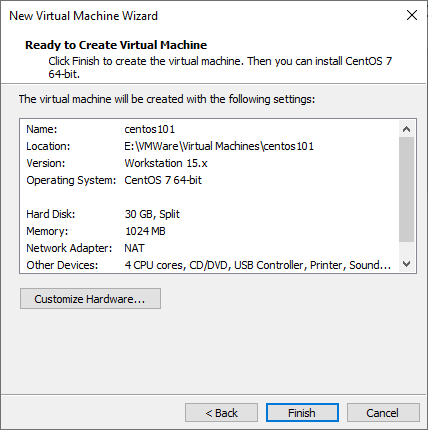 New Virtual Machine Wizard
Ready to Create Virtual Machine
Click Finish to create the virtual machine. Then you can install CentOS 7
64-bit.
The virtual machine will be created with the following settings:
Name: centos101
Location: E:\VMWare\Virtual Machines\centos101
Version: Workstation 15.x
Operating System: CentOS 7 64-bit
Hard Disk: 30 GB, Split
Memory: 1024 MB
Network Adapter: NAT
Other Devices: 4 CPU cores, CD/DVD, USB Controller, Printer, Sound...
Customize Hardware...
< Back Finish Cancel